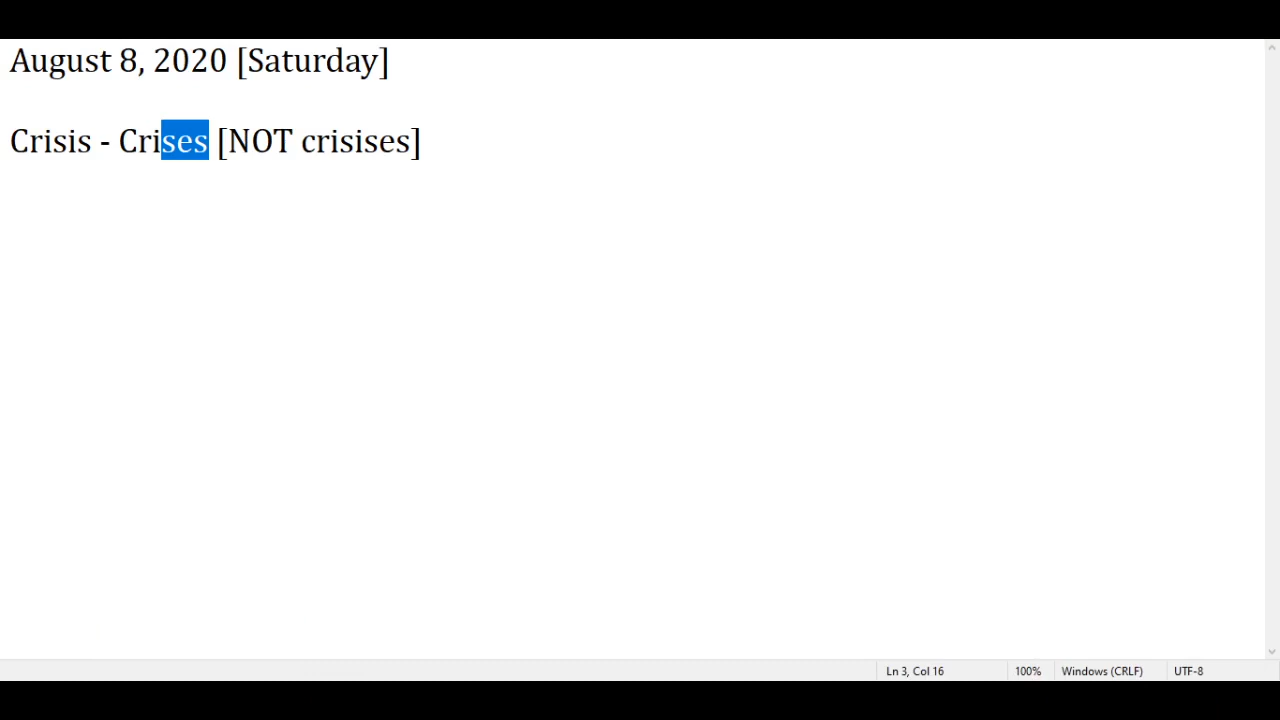 August 8, 2020 [Saturday]
Crisis - Crises [NOT crisises]
Ln 3, Col 16 100% Windows (CRLF) UTF-8